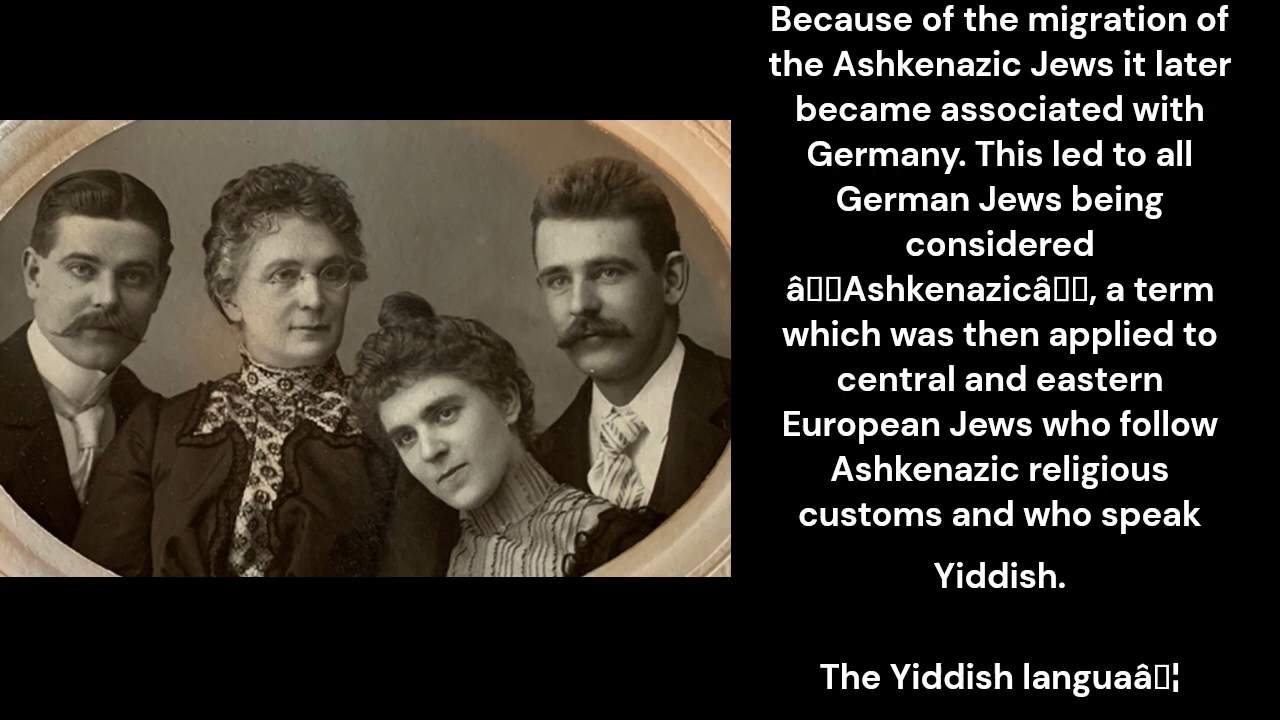 Because of the migration of
the Ashkenazic Jews it later
became associated with
Germany. This led to all
German Jews being
considered
â▯▯Ashkenazicâ▯▯, a term
which was then applied to
central and eastern
European Jews who follow
Ashkenazic religious
customs and who speak
Yiddish.
The Yiddish languaâ▯¦